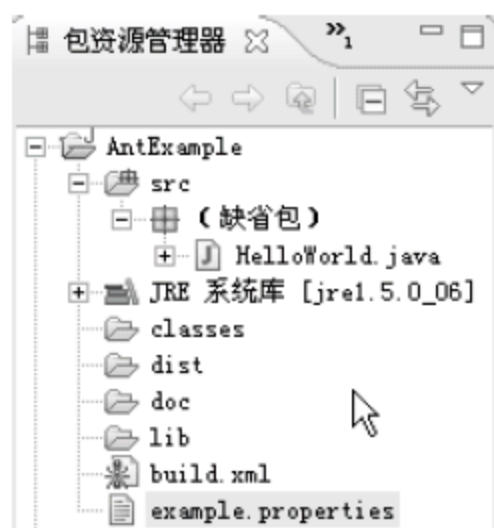 包资源管理器 »1
AntExample
src
(缺省包)
HelloWorld.java
JRE 系统库 [jre1.5.0_06]
classes
dist
doc
lib
build.xml
example.properties